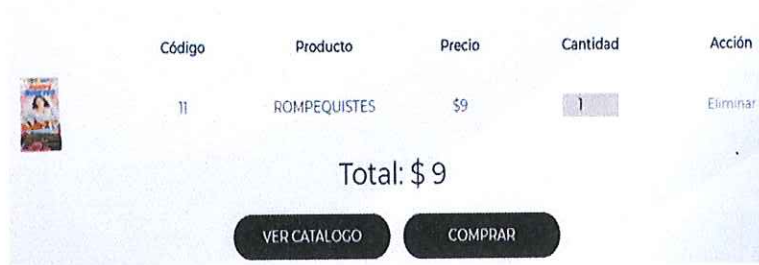 Código Producto Precio Cantidad Acción
11 ROMPEQUISTES $9 1 Eliminar
Total: $ 9
VER CATALOGO COMPRAR